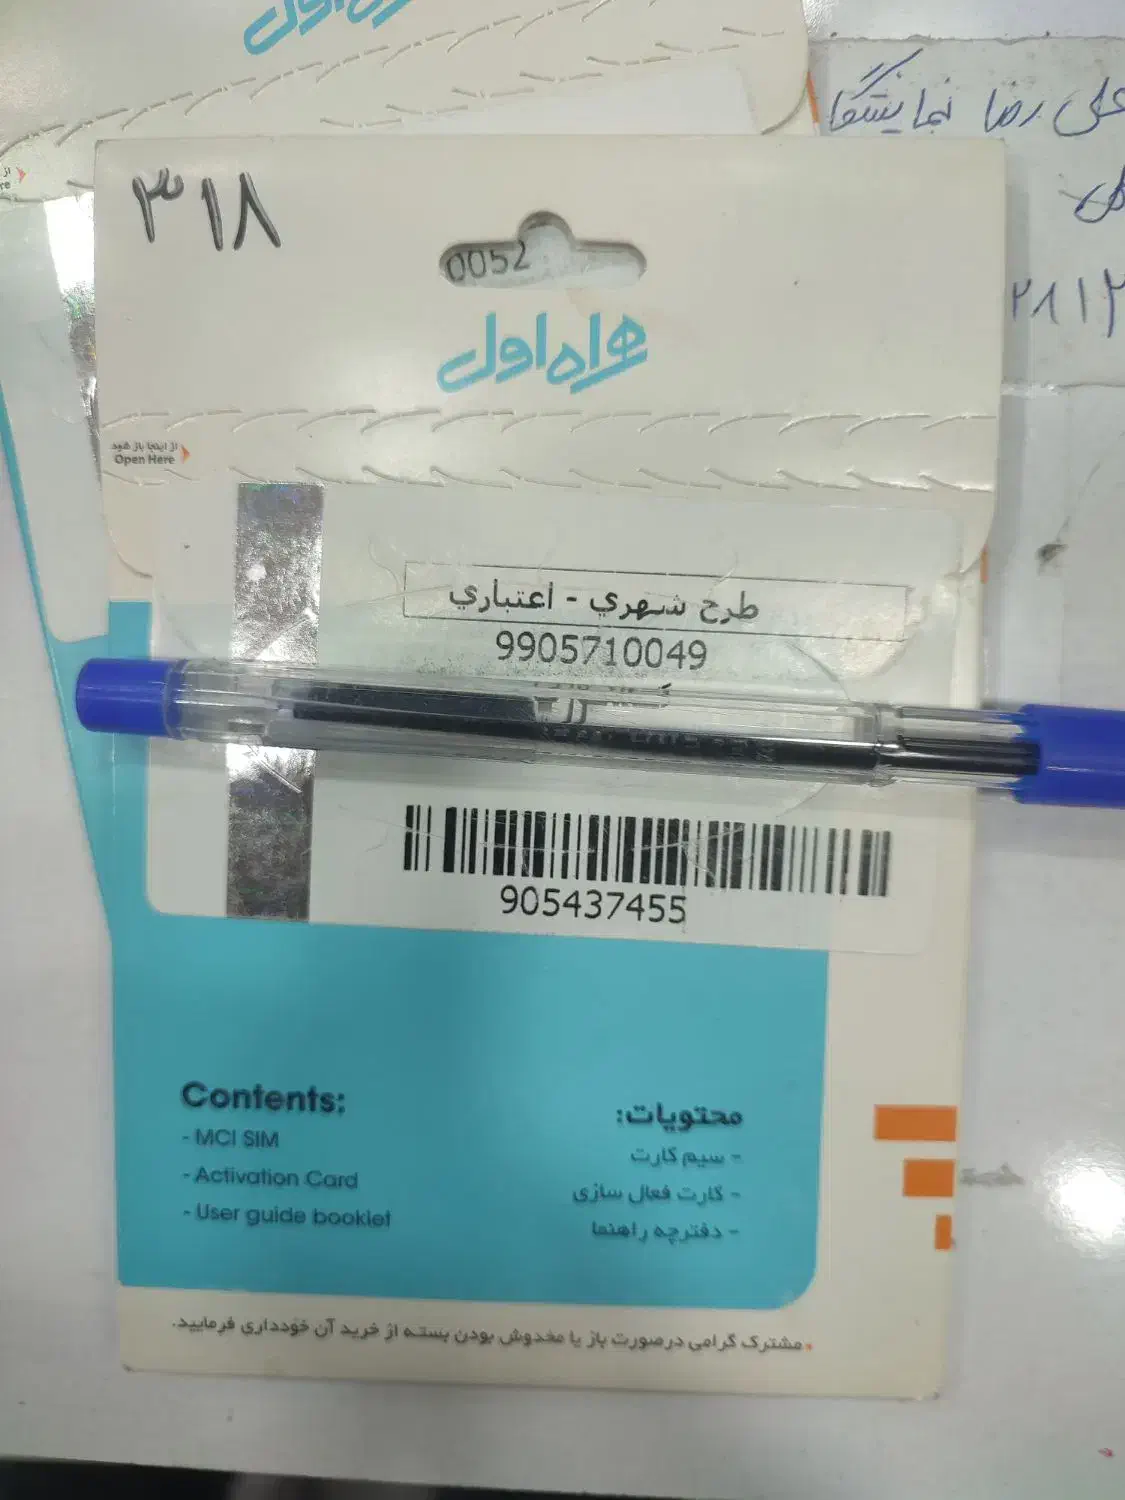 علی رضا نمایشگا
۳۱۸
0052
همراه اول
از اینجا باز شود
Open Here
طرح شهري - اعتباري
9905710049
905437455
Contents:
- MCI SIM
- Activation Card
- User guide booklet
محتویات:
- سیم کارت
- کارت فعال سازی
- دفترچه راهنما
مشترک گرامی درصورت باز یا مخدوش بودن بسته از خرید آن خودداری فرمایید.